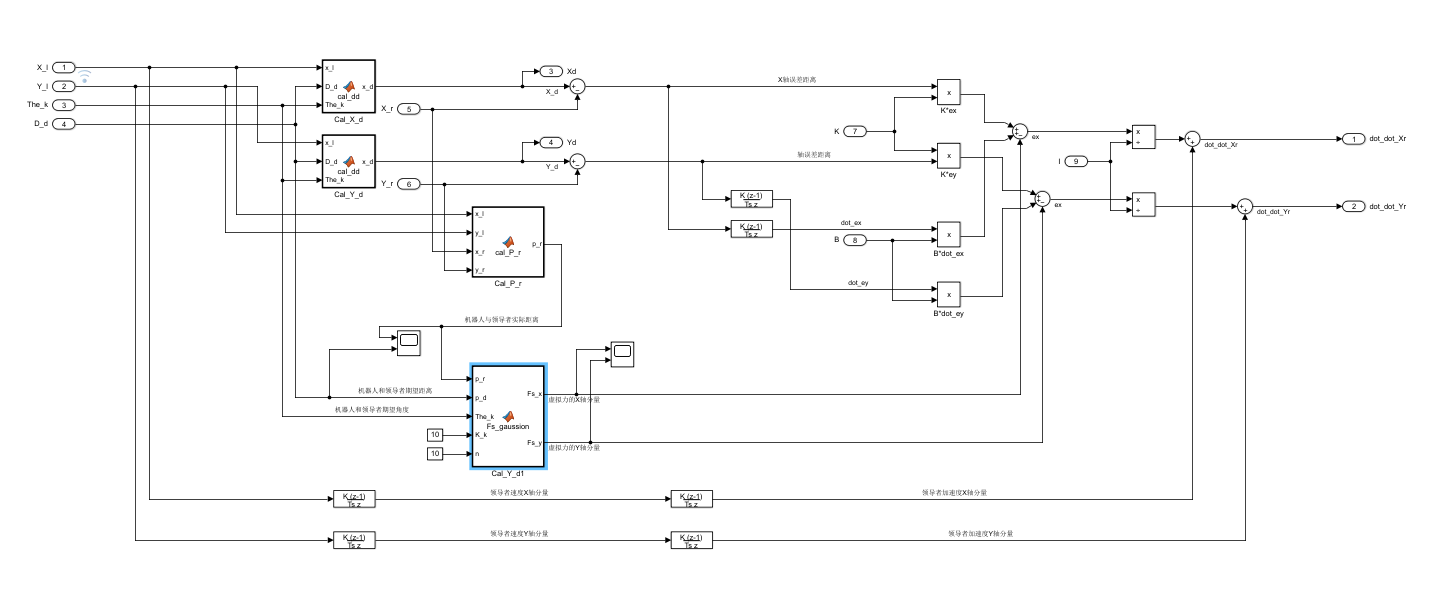 X_l 1
Y_l 2
The_k 3
D_d 4
x_l
D_d
The_k
cal_dd
x_d
Cal_X_d
x_l
D_d
The_k
cal_dd
x_d
Cal_Y_d
3 Xd
X_d
X_r 5
4 Yd
Y_d
Y_r 6
x_l
y_l
x_r
y_r
cal_P_r
p_r
Cal_P_r
X轴误差距离
轴误差距离
K (z-1)
Ts z
K (z-1)
Ts z
K 7
dot_ex
B 8
dot_ey
x
K*ex
x
K*ey
x
B*dot_ex
x
B*dot_ey
ex
ex
I 9
x
÷
x
÷
dot_dot_Xr
dot_dot_Yr
1 dot_dot_Xr
2 dot_dot_Yr
机器人与领导者实际距离
机器人和领导者期望距离
机器人和领导者期望角度
10
10
p_r
p_d
The_k
K_k
n
Fs_gaussion
Fs_x
Fs_y
Cal_Y_d1
虚拟力的X轴分量
虚拟力的Y轴分量
K (z-1)
Ts z
领导者速度X轴分量
K (z-1)
Ts z
领导者加速度X轴分量
K (z-1)
Ts z
领导者速度Y轴分量
K (z-1)
Ts z
领导者加速度Y轴分量